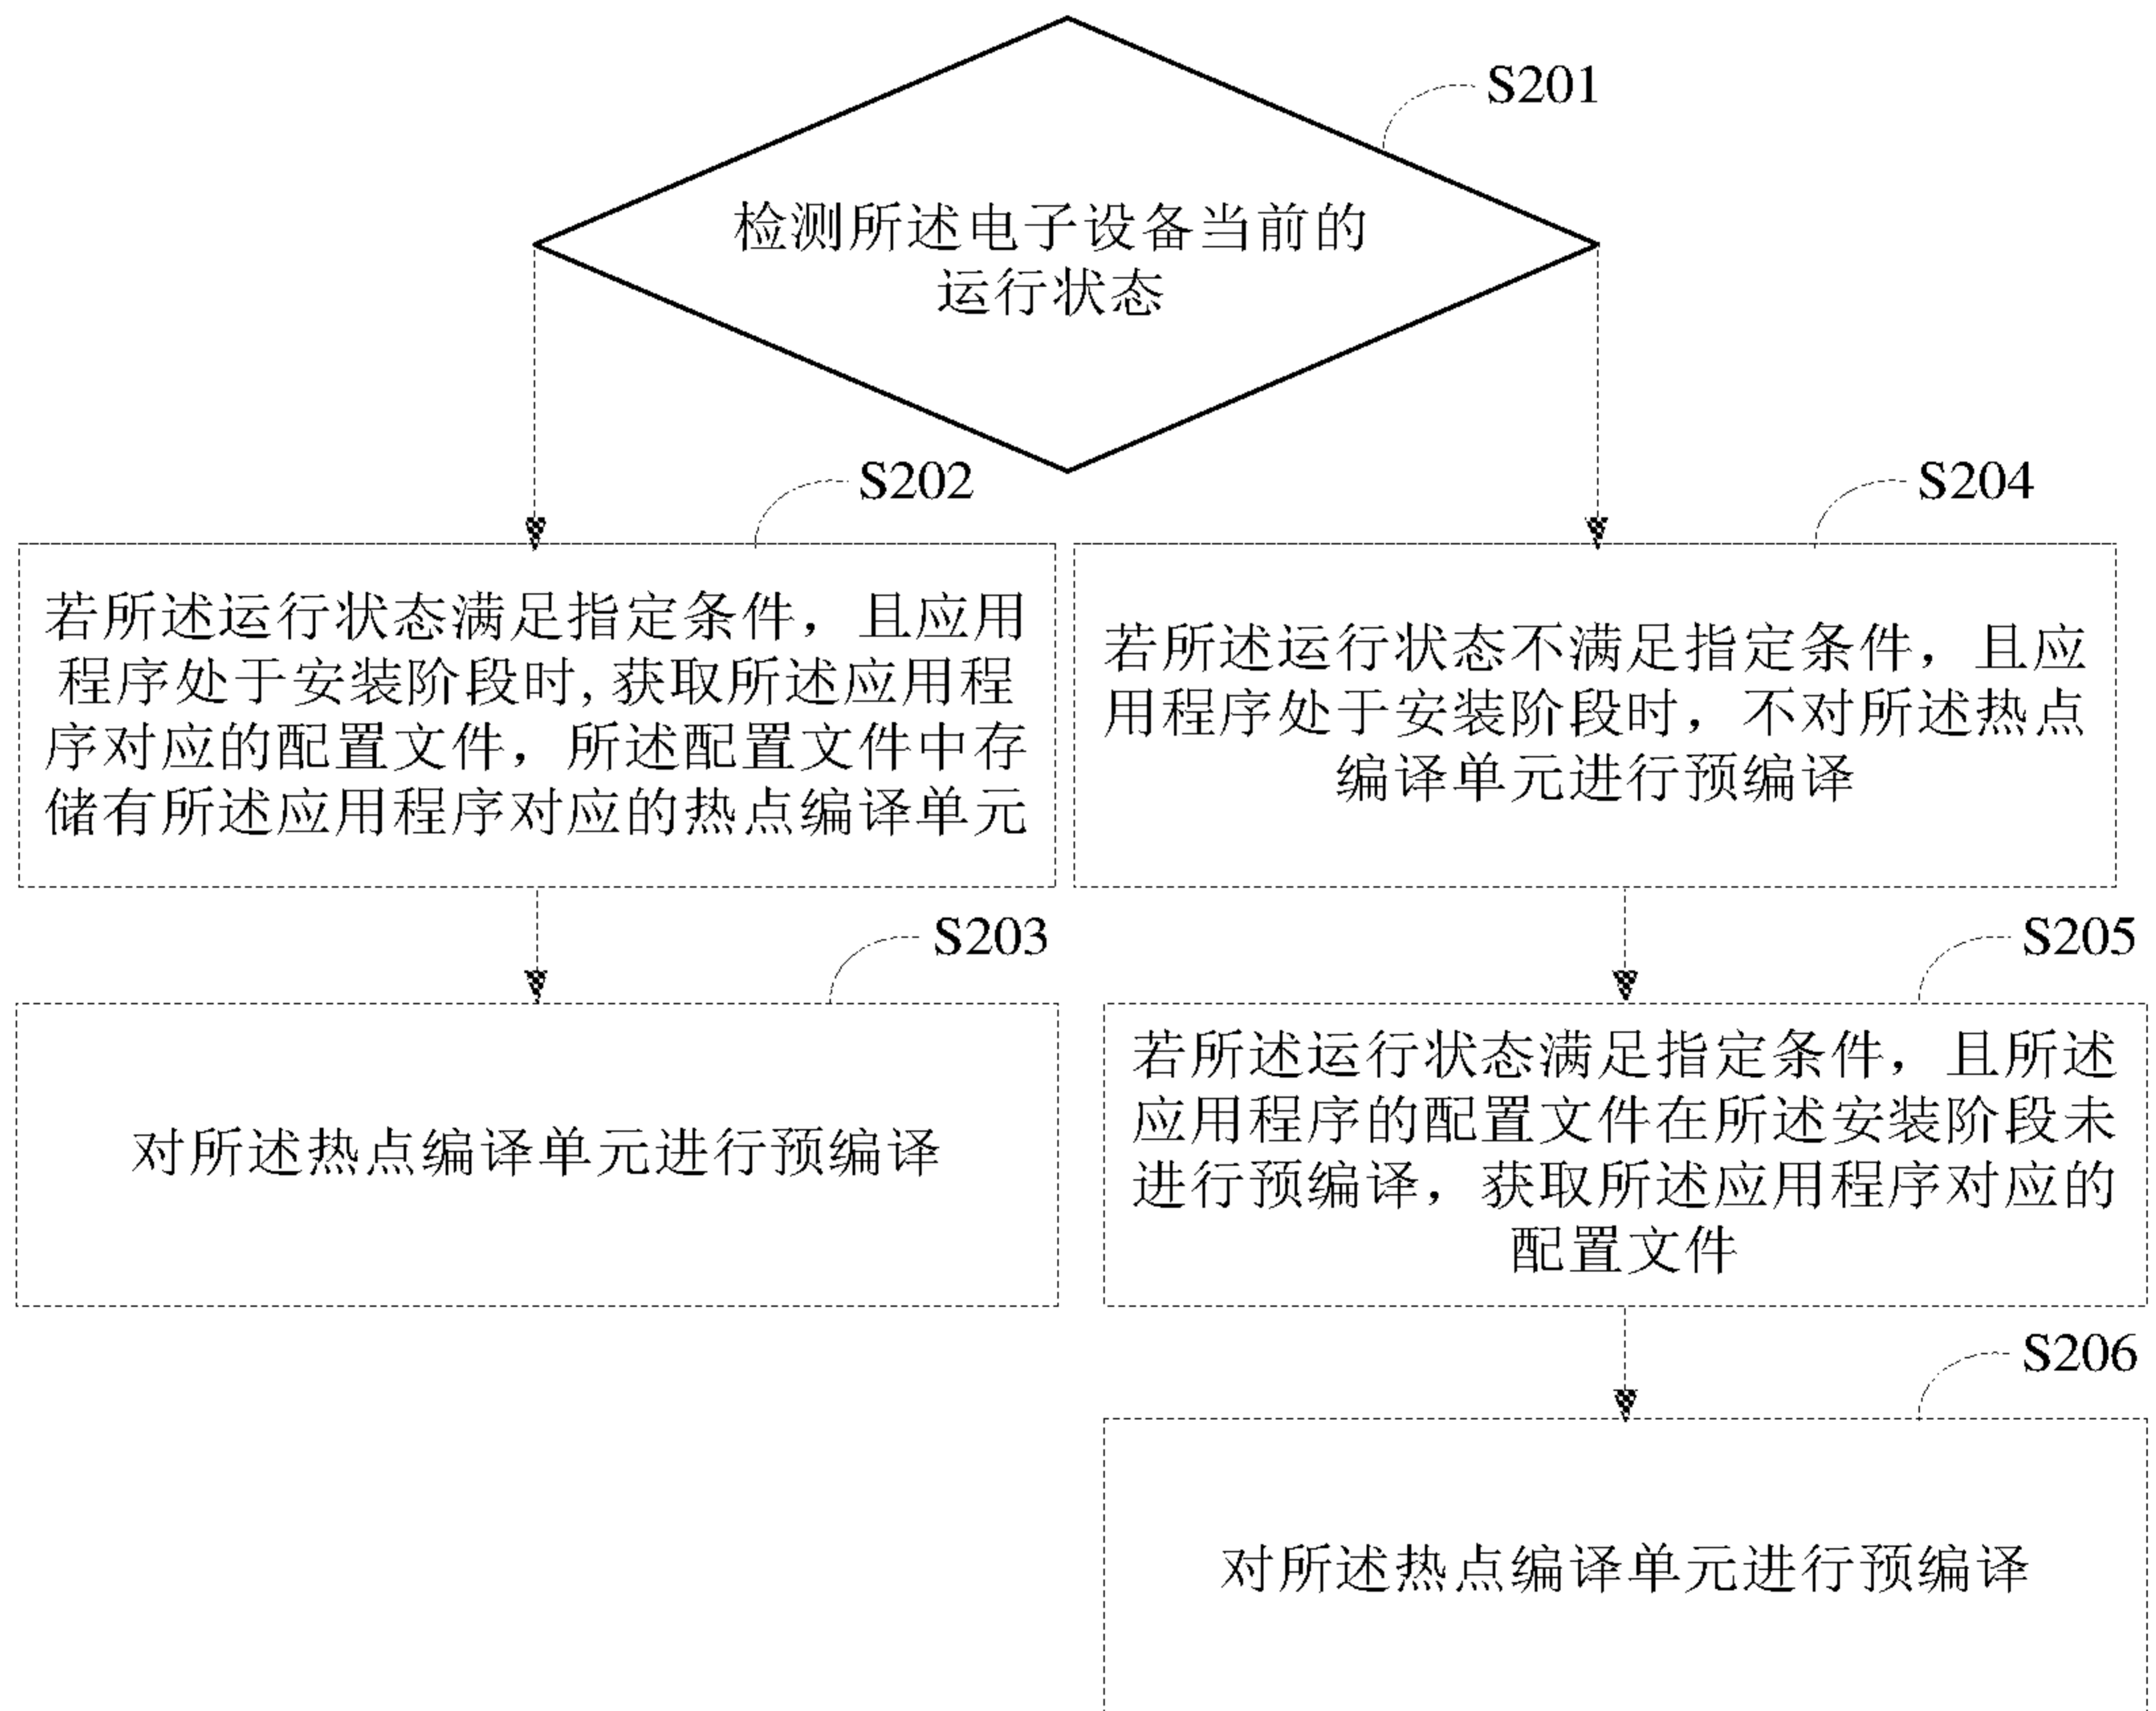 S201
检测所述电子设备当前的
运行状态
S202
若所述运行状态满足指定条件，且应用
程序处于安装阶段时,获取所述应用程
序对应的配置文件，所述配置文件中存
储有所述应用程序对应的热点编译单元
S204
若所述运行状态不满足指定条件，且应
用程序处于安装阶段时，不对所述热点
编译单元进行预编译
S203
对所述热点编译单元进行预编译
S205
若所述运行状态满足指定条件，且所述
应用程序的配置文件在所述安装阶段未
进行预编译，获取所述应用程序对应的
配置文件
S206
对所述热点编译单元进行预编译